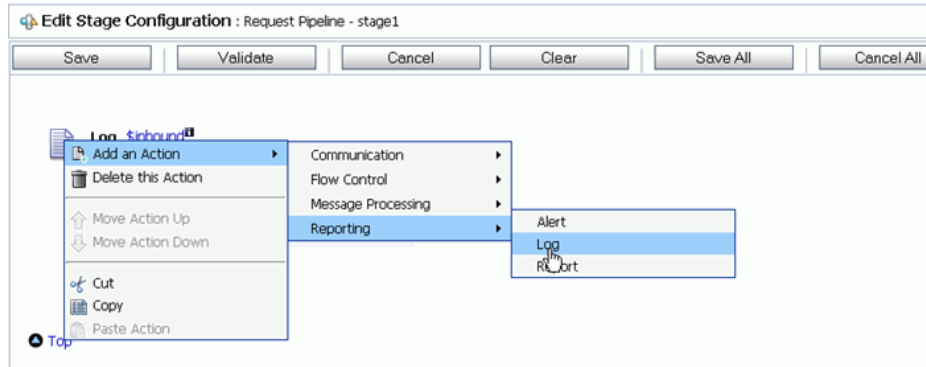 Edit Stage Configuration : Request Pipeline - stage1
Save Validate Cancel Clear Save All Cancel All
Log $inbound
Add an Action
Communication
Delete this Action
Flow Control
Message Processing
Move Action Up
Reporting
Alert
Move Action Down
Log
Report
Cut
Copy
Paste Action
Top